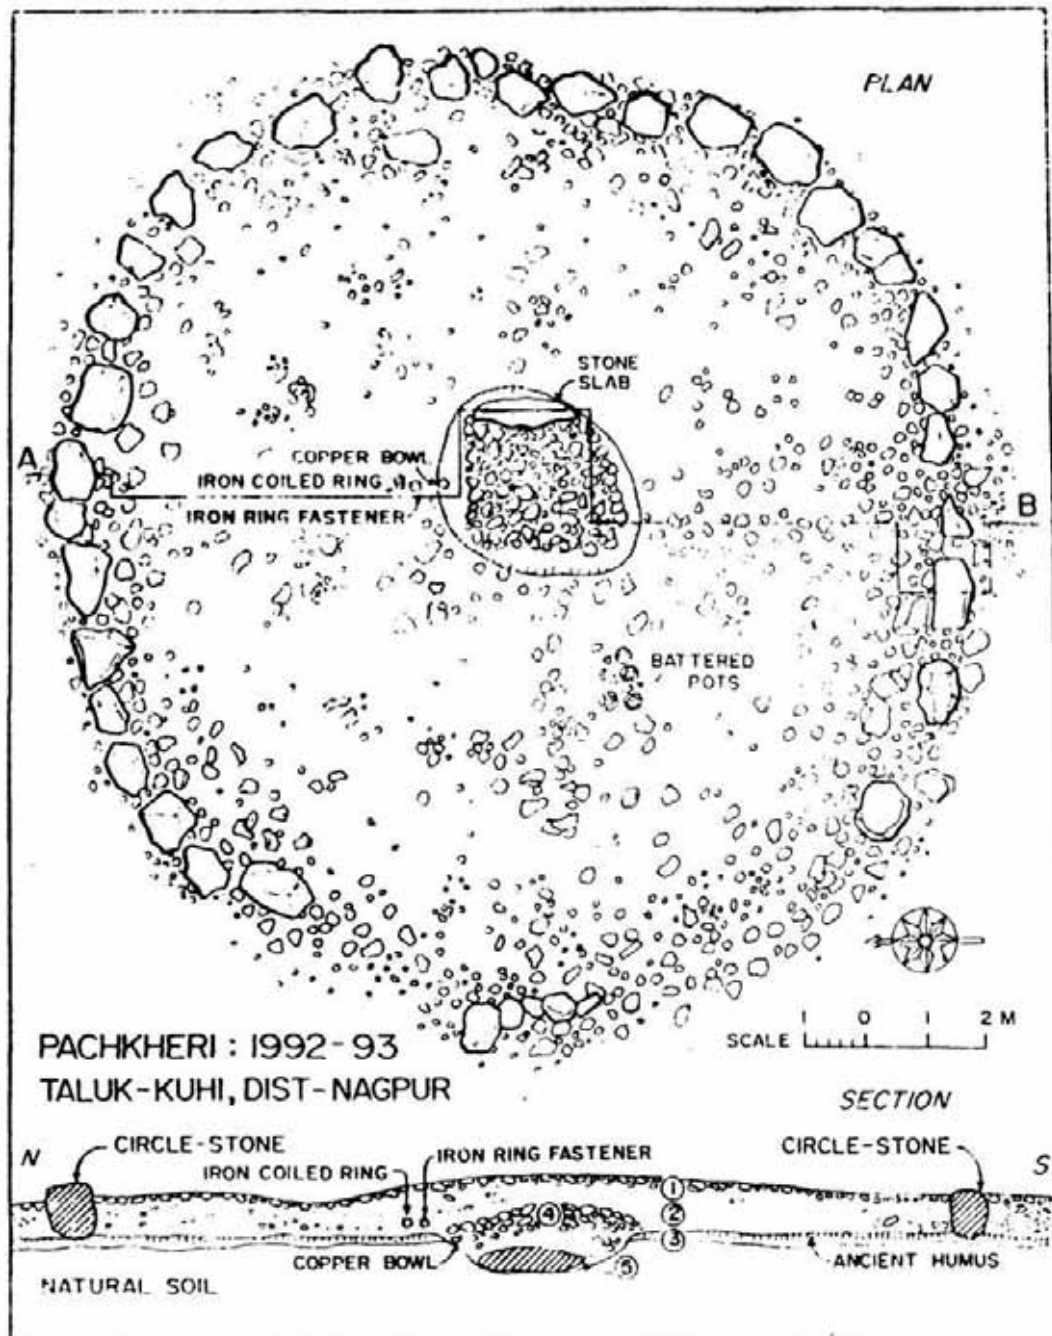 PLAN
STONE
SLAB
A
COPPER BOWL
IRON COILED RING
IRON RING FASTENER
B
BATTERED
POTS
1 0 1 2 M
SCALE
PACHKHERI : 1992-93
TALUK-KUHI, DIST-NAGPUR
SECTION
N
CIRCLE-STONE
IRON COILED RING
IRON RING FASTENER
CIRCLE-STONE
S
1
2
4
3
COPPER BOWL
5
ANCIENT HUMUS
NATURAL SOIL